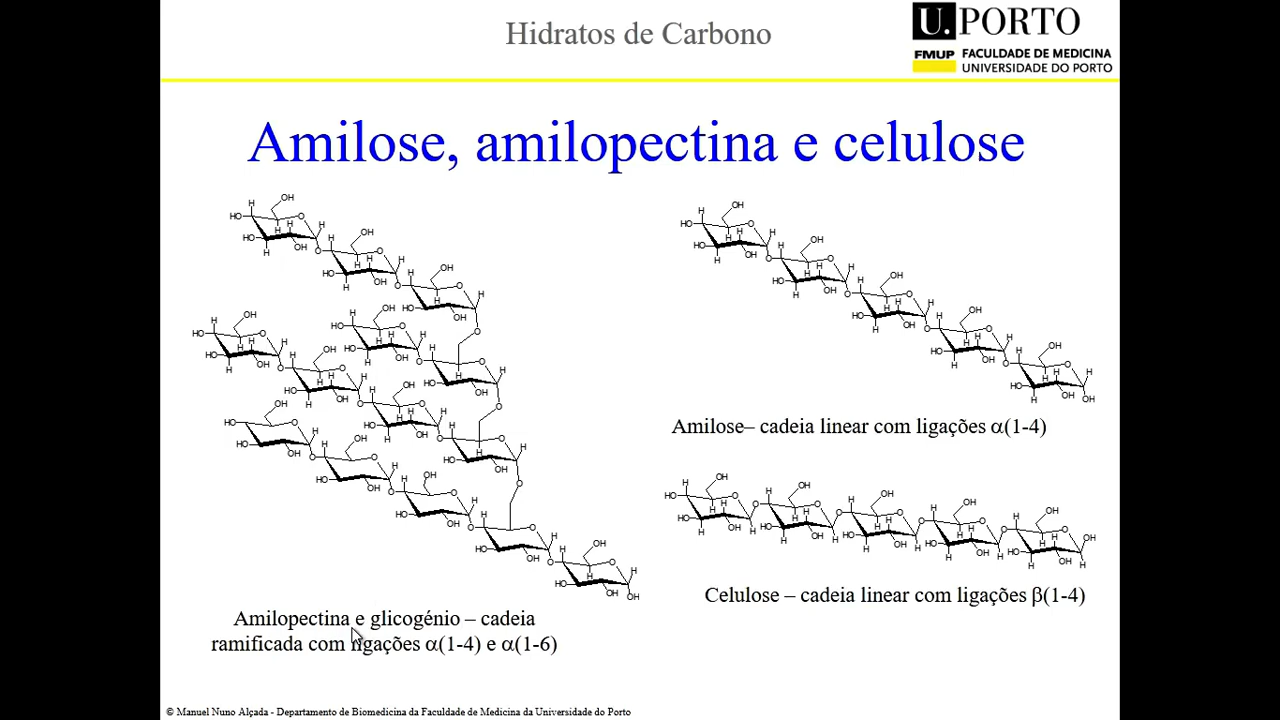 Hidratos de Carbono
U.PORTO
FMUP FACULDADE DE MEDICINA
UNIVERSIDADE DO PORTO
Amilose, amilopectina e celulose
Amilose– cadeia linear com ligações α(1-4)
Celulose – cadeia linear com ligações β(1-4)
Amilopectina e glicogénio – cadeia
ramificada com ligações α(1-4) e α(1-6)
© Manuel Nuno Alçada - Departamento de Biomedicina da Faculdade de Medicina da Universidade do Porto